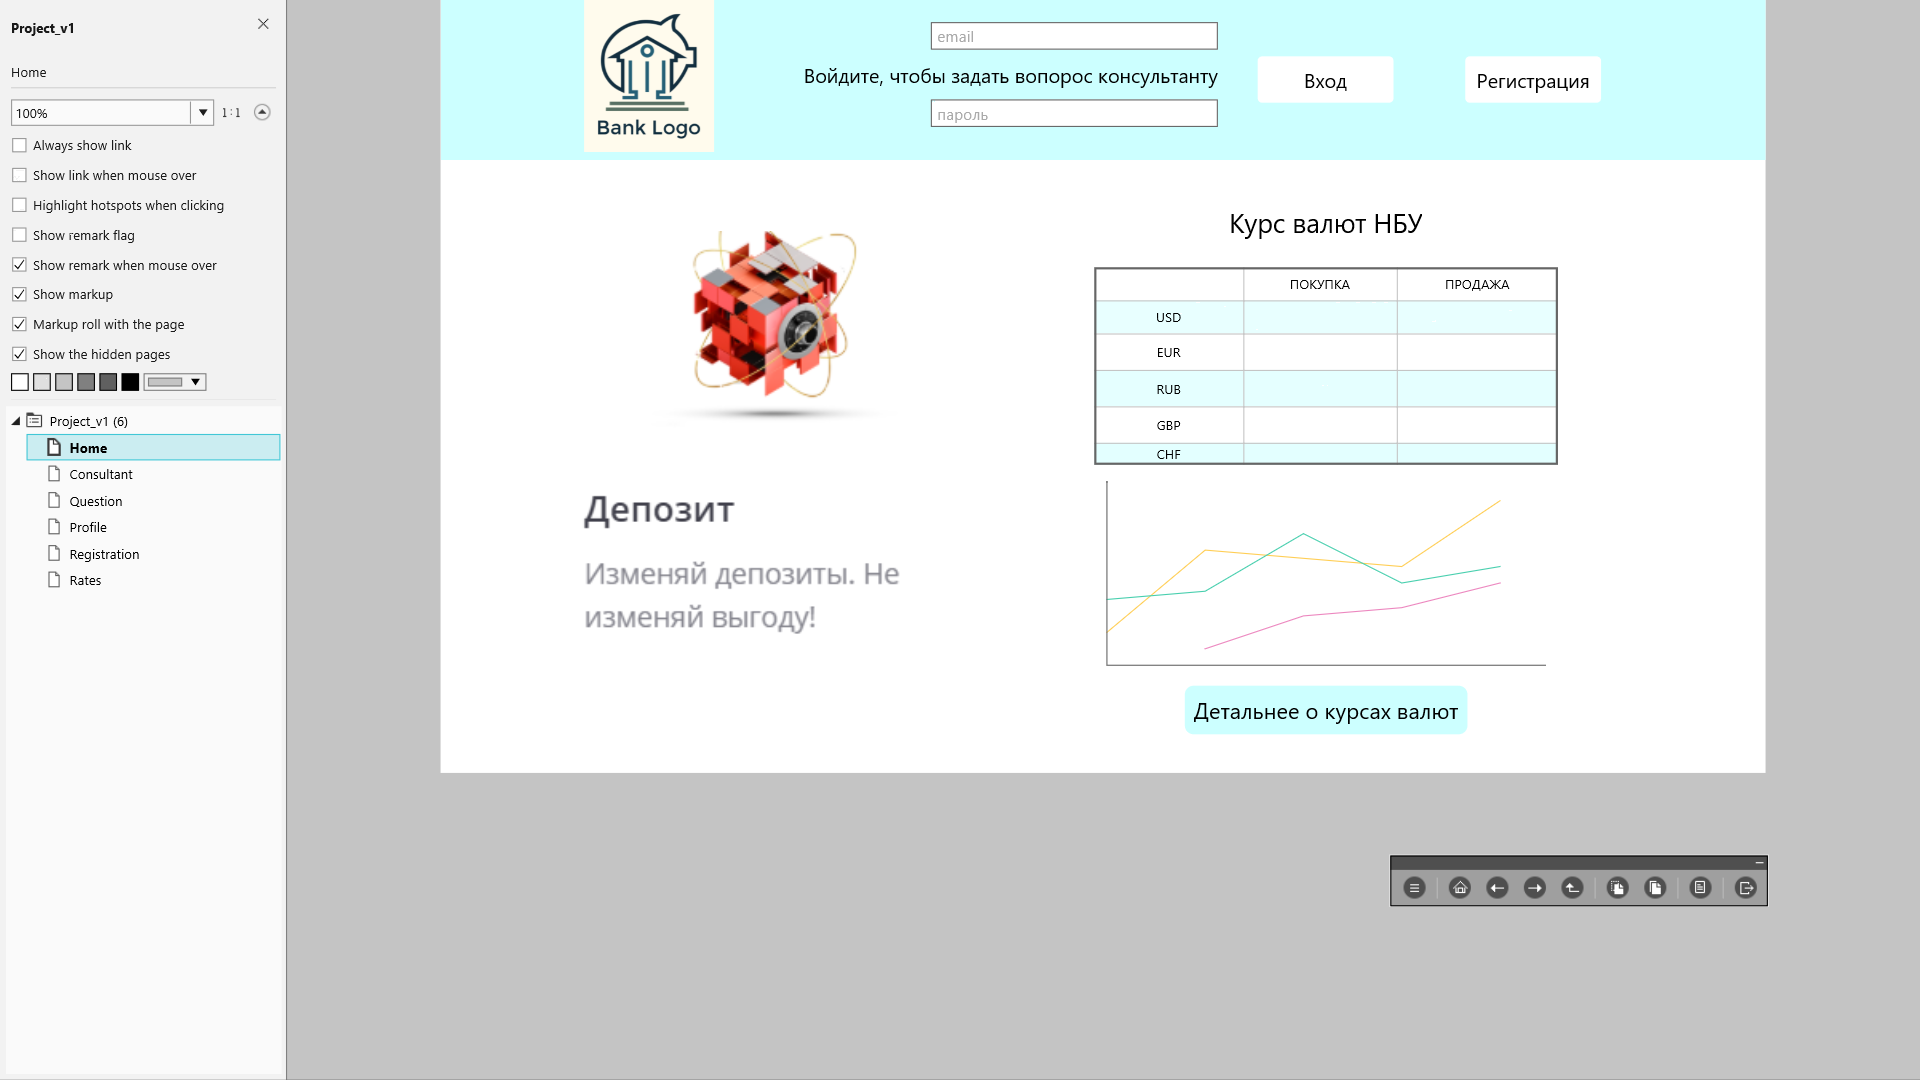 Project_v1
Home
100%
1:1
Always show link
Show link when mouse over
Highlight hotspots when clicking
Show remark flag
Show remark when mouse over
Show markup
Markup roll with the page
Show the hidden pages
Project_v1 (6)
Home
Consultant
Question
Profile
Registration
Rates
Bank Logo
email
Войдите, чтобы задать вопорос консультанту
пароль
Вход
Регистрация
Депозит
Изменяй депозиты. Не
изменяй выгоду!
Курс валют НБУ
ПОКУПКА ПРОДАЖА
USD
EUR
RUB
GBP
CHF
Детальнее о курсах валют